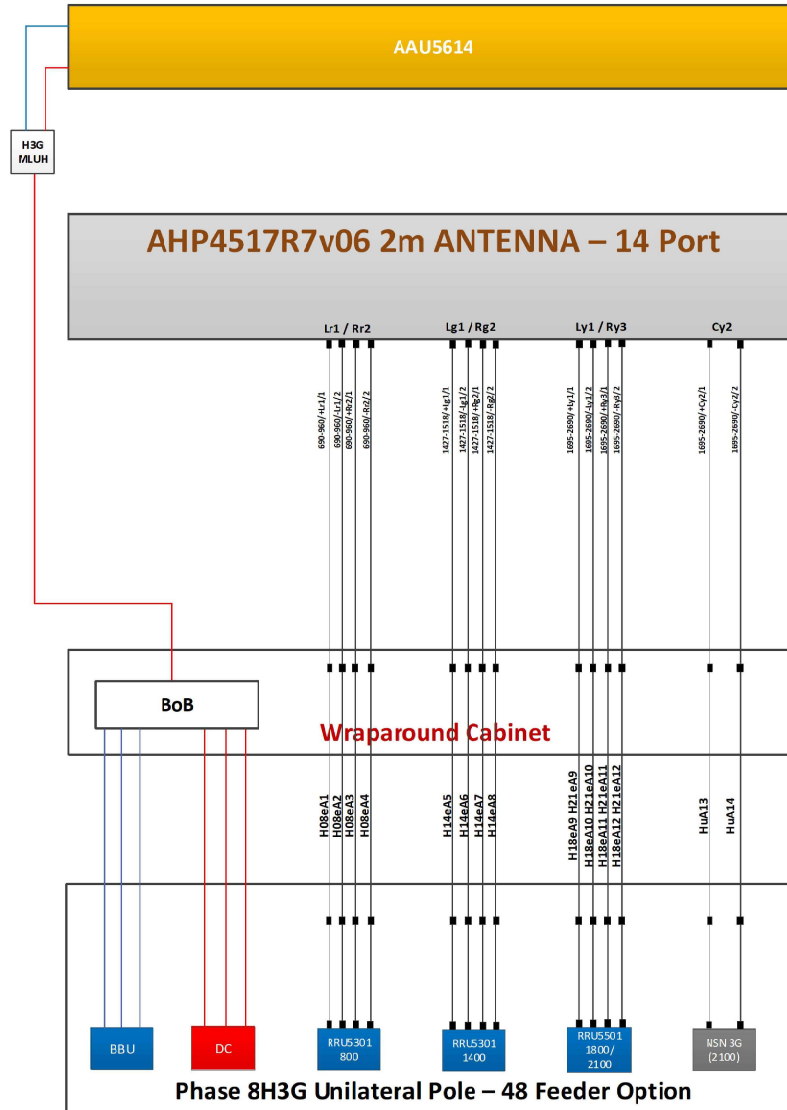 AAU5614
H3G
MLUH
AHP4517R7v06 2m ANTENNA – 14 Port
Lr1 / Rr2
Lg1 / Rg2
Ly1 / Ry3
Cy2
690-960/+Lr1/1
690-960/-Lr1/2
690-960/+Rr2/1
690-960/-Rr2/2
1427-1518/+lg1/1
1427-1518/-Lg1/2
1427-1518/+Rg2/1
1427-1518/-Rg2/2
1695-2690/+Ly1/1
1695-2690/-Ly1/2
1695-2690/+Ry3/1
1695-2690/-Ry3/2
1695-2690/+Cy2/1
1695-2690/-Cy2/2
BoB
Wraparound Cabinet
H08eA1
H08eA2
H08eA3
H08eA4
H14eA5
H14eA6
H14eA7
H14eA8
H18eA9 H21eA9
H18eA10 H21eA10
H18eA11 H21eA11
H18eA12 H21eA12
HuA13
HuA14
BBU
DC
RRU5301
800
RRU5301
1400
RRU5501
1800/
2100
NSN 3G
(2100)
Phase 8H3G Unilateral Pole – 48 Feeder Option